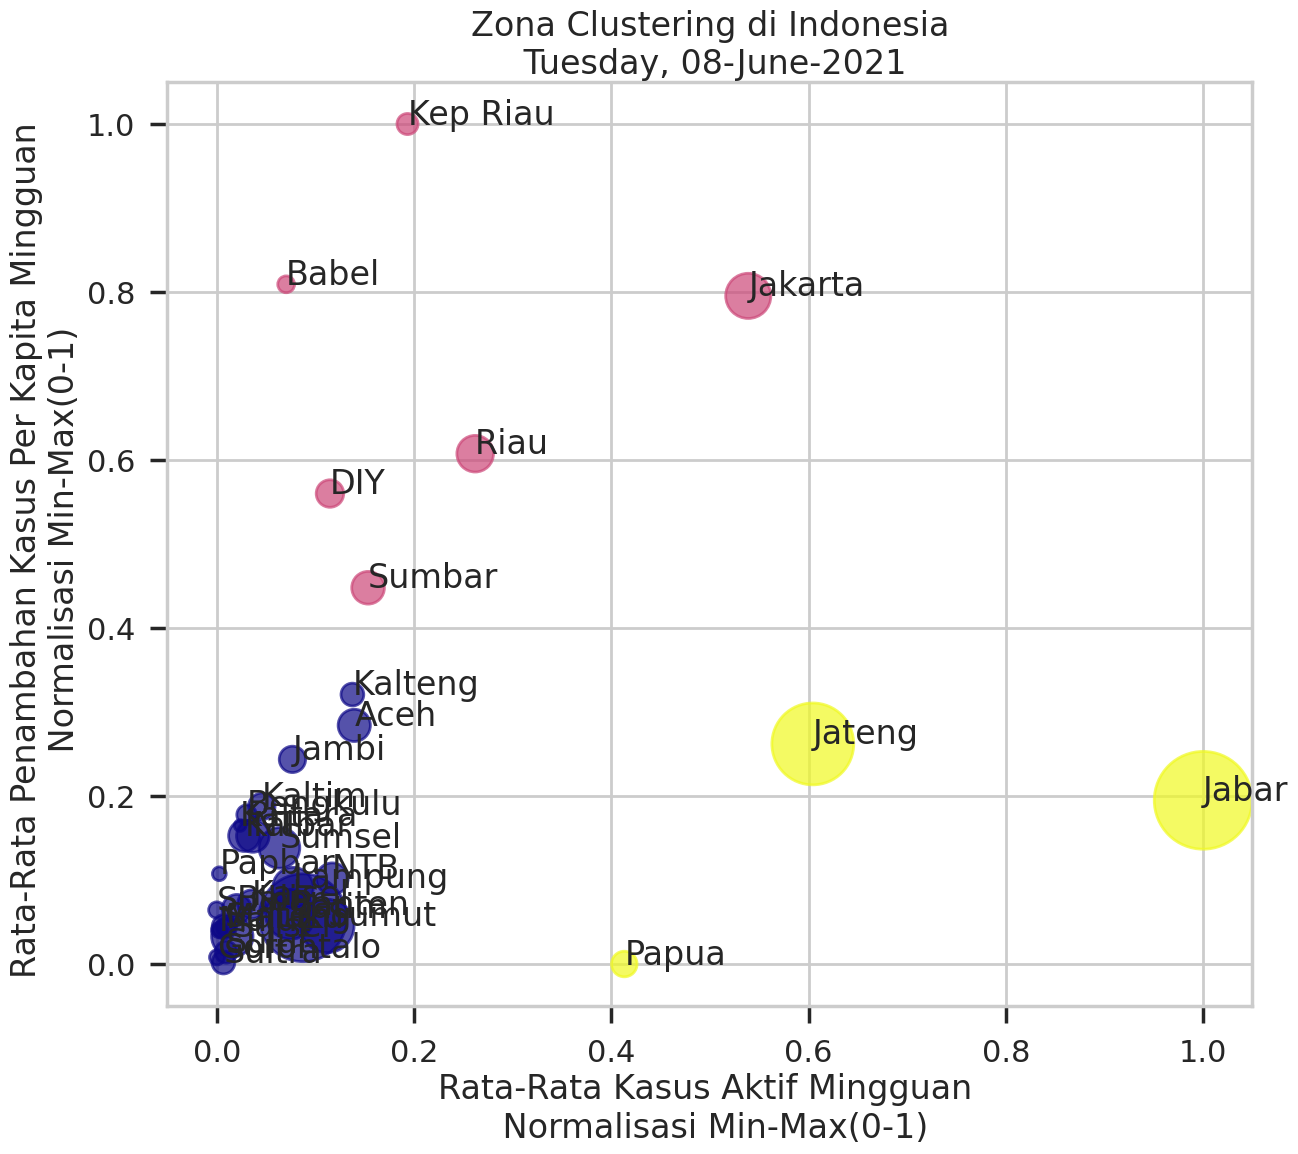 Zona Clustering di Indonesia
Tuesday, 08-June-2021
Rata-Rata Penambahan Kasus Per Kapita Mingguan
Normalisasi Min-Max(0-1)
1.0
0.8
0.6
0.4
0.2
0.0
Kep Riau
Babel
Jakarta
Riau
DIY
Sumbar
Kalteng
Aceh
Jambi
Jateng
Jabar
Kaltim
Bengkulu
Kalbar
Sumsel
Papbar
NTB
Lampung
Papua
0.0 0.2 0.4 0.6 0.8 1.0
Rata-Rata Kasus Aktif Mingguan
Normalisasi Min-Max(0-1)